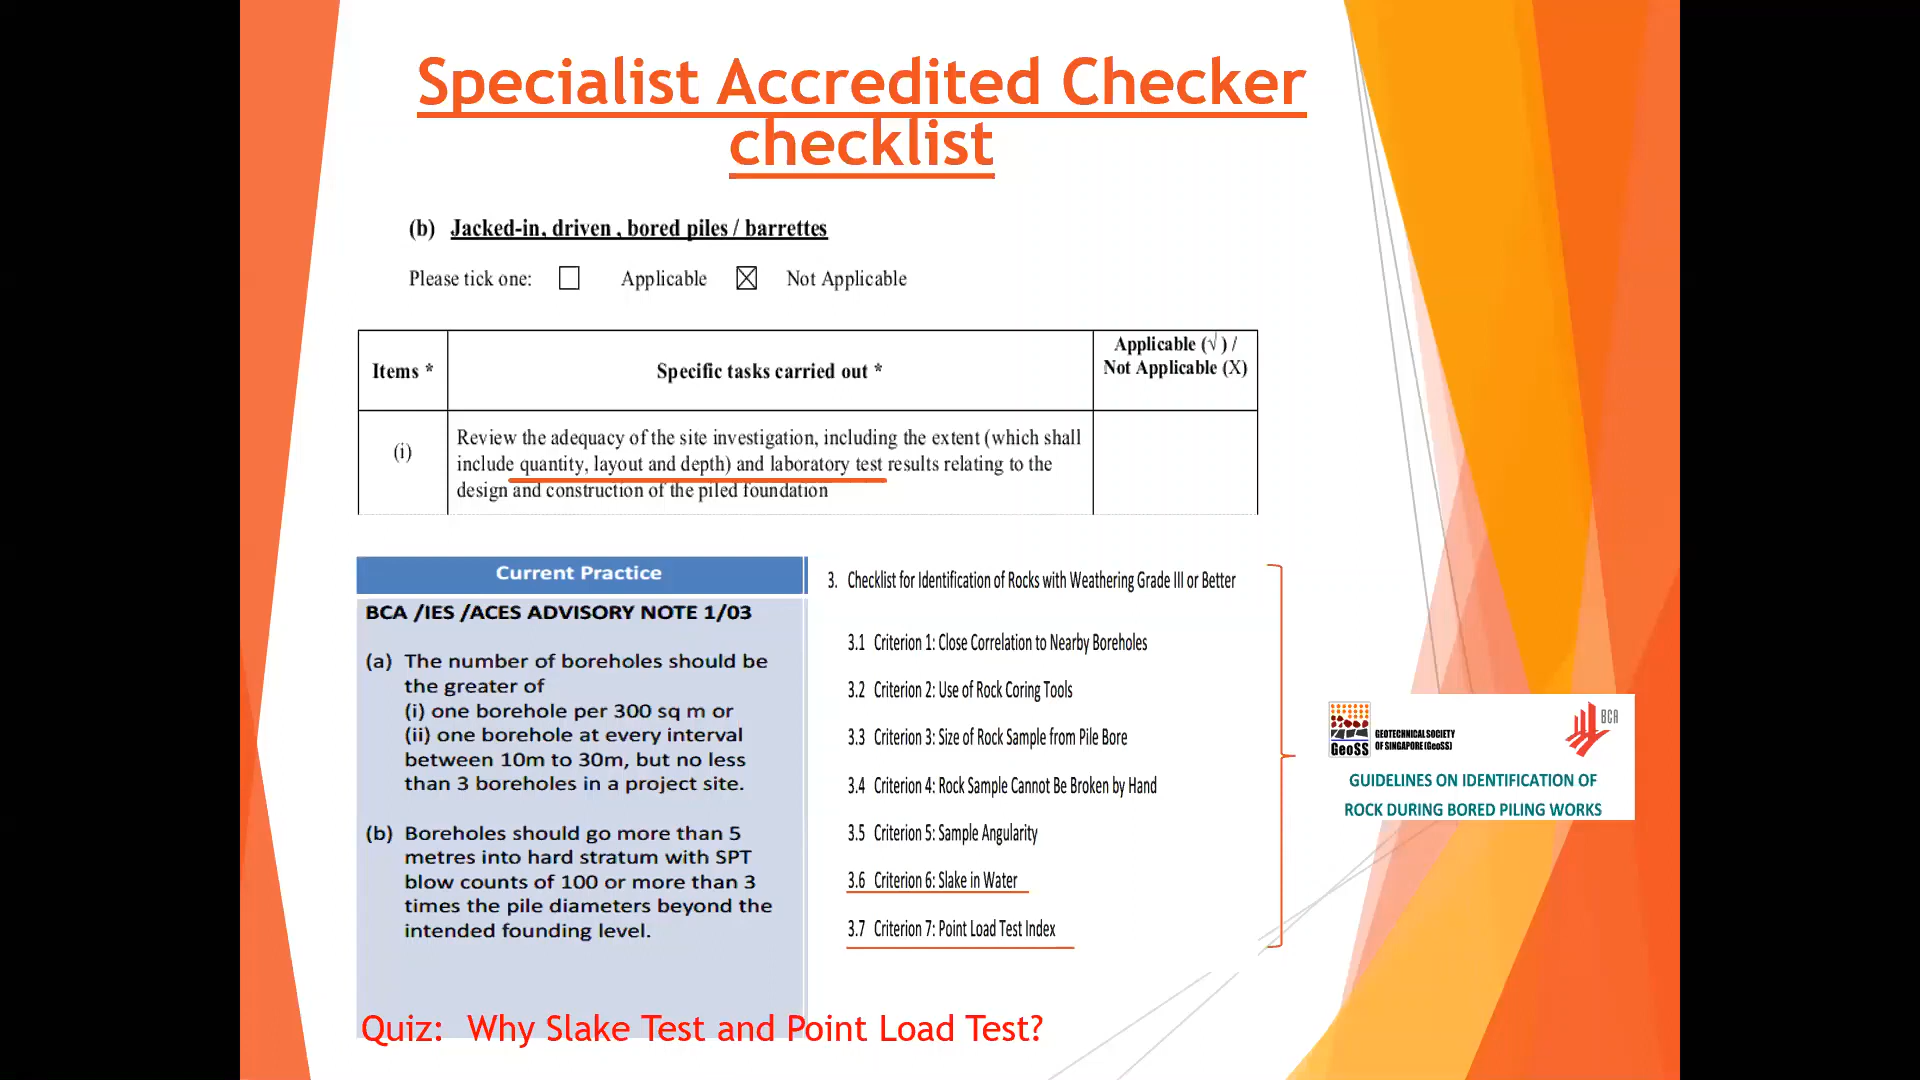 Specialist Accredited Checker
checklist
(b) Jacked-in, driven , bored piles / barrettes
Please tick one: Applicable Not Applicable
Items *
Specific tasks carried out *
Applicable (√ ) /
Not Applicable (X)
(i)
Review the adequacy of the site investigation, including the extent (which shall
include quantity, layout and depth) and laboratory test results relating to the
design and construction of the piled foundation
Current Practice
BCA /IES /ACES ADVISORY NOTE 1/03
(a) The number of boreholes should be
the greater of
(i) one borehole per 300 sq m or
(ii) one borehole at every interval
between 10m to 30m, but no less
than 3 boreholes in a project site.
(b) Boreholes should go more than 5
metres into hard stratum with SPT
blow counts of 100 or more than 3
times the pile diameters beyond the
intended founding level.
3. Checklist for Identification of Rocks with Weathering Grade III or Better
3.1 Criterion 1: Close Correlation to Nearby Boreholes
3.2 Criterion 2: Use of Rock Coring Tools
3.3 Criterion 3: Size of Rock Sample from Pile Bore
3.4 Criterion 4: Rock Sample Cannot Be Broken by Hand
3.5 Criterion 5: Sample Angularity
3.6 Criterion 6: Slake in Water
3.7 Criterion 7: Point Load Test Index
GeoSS
GEOTECHNICAL SOCIETY
OF SINGAPORE (GeoSS)
BCA
GUIDELINES ON IDENTIFICATION OF
ROCK DURING BORED PILING WORKS
Quiz: Why Slake Test and Point Load Test?